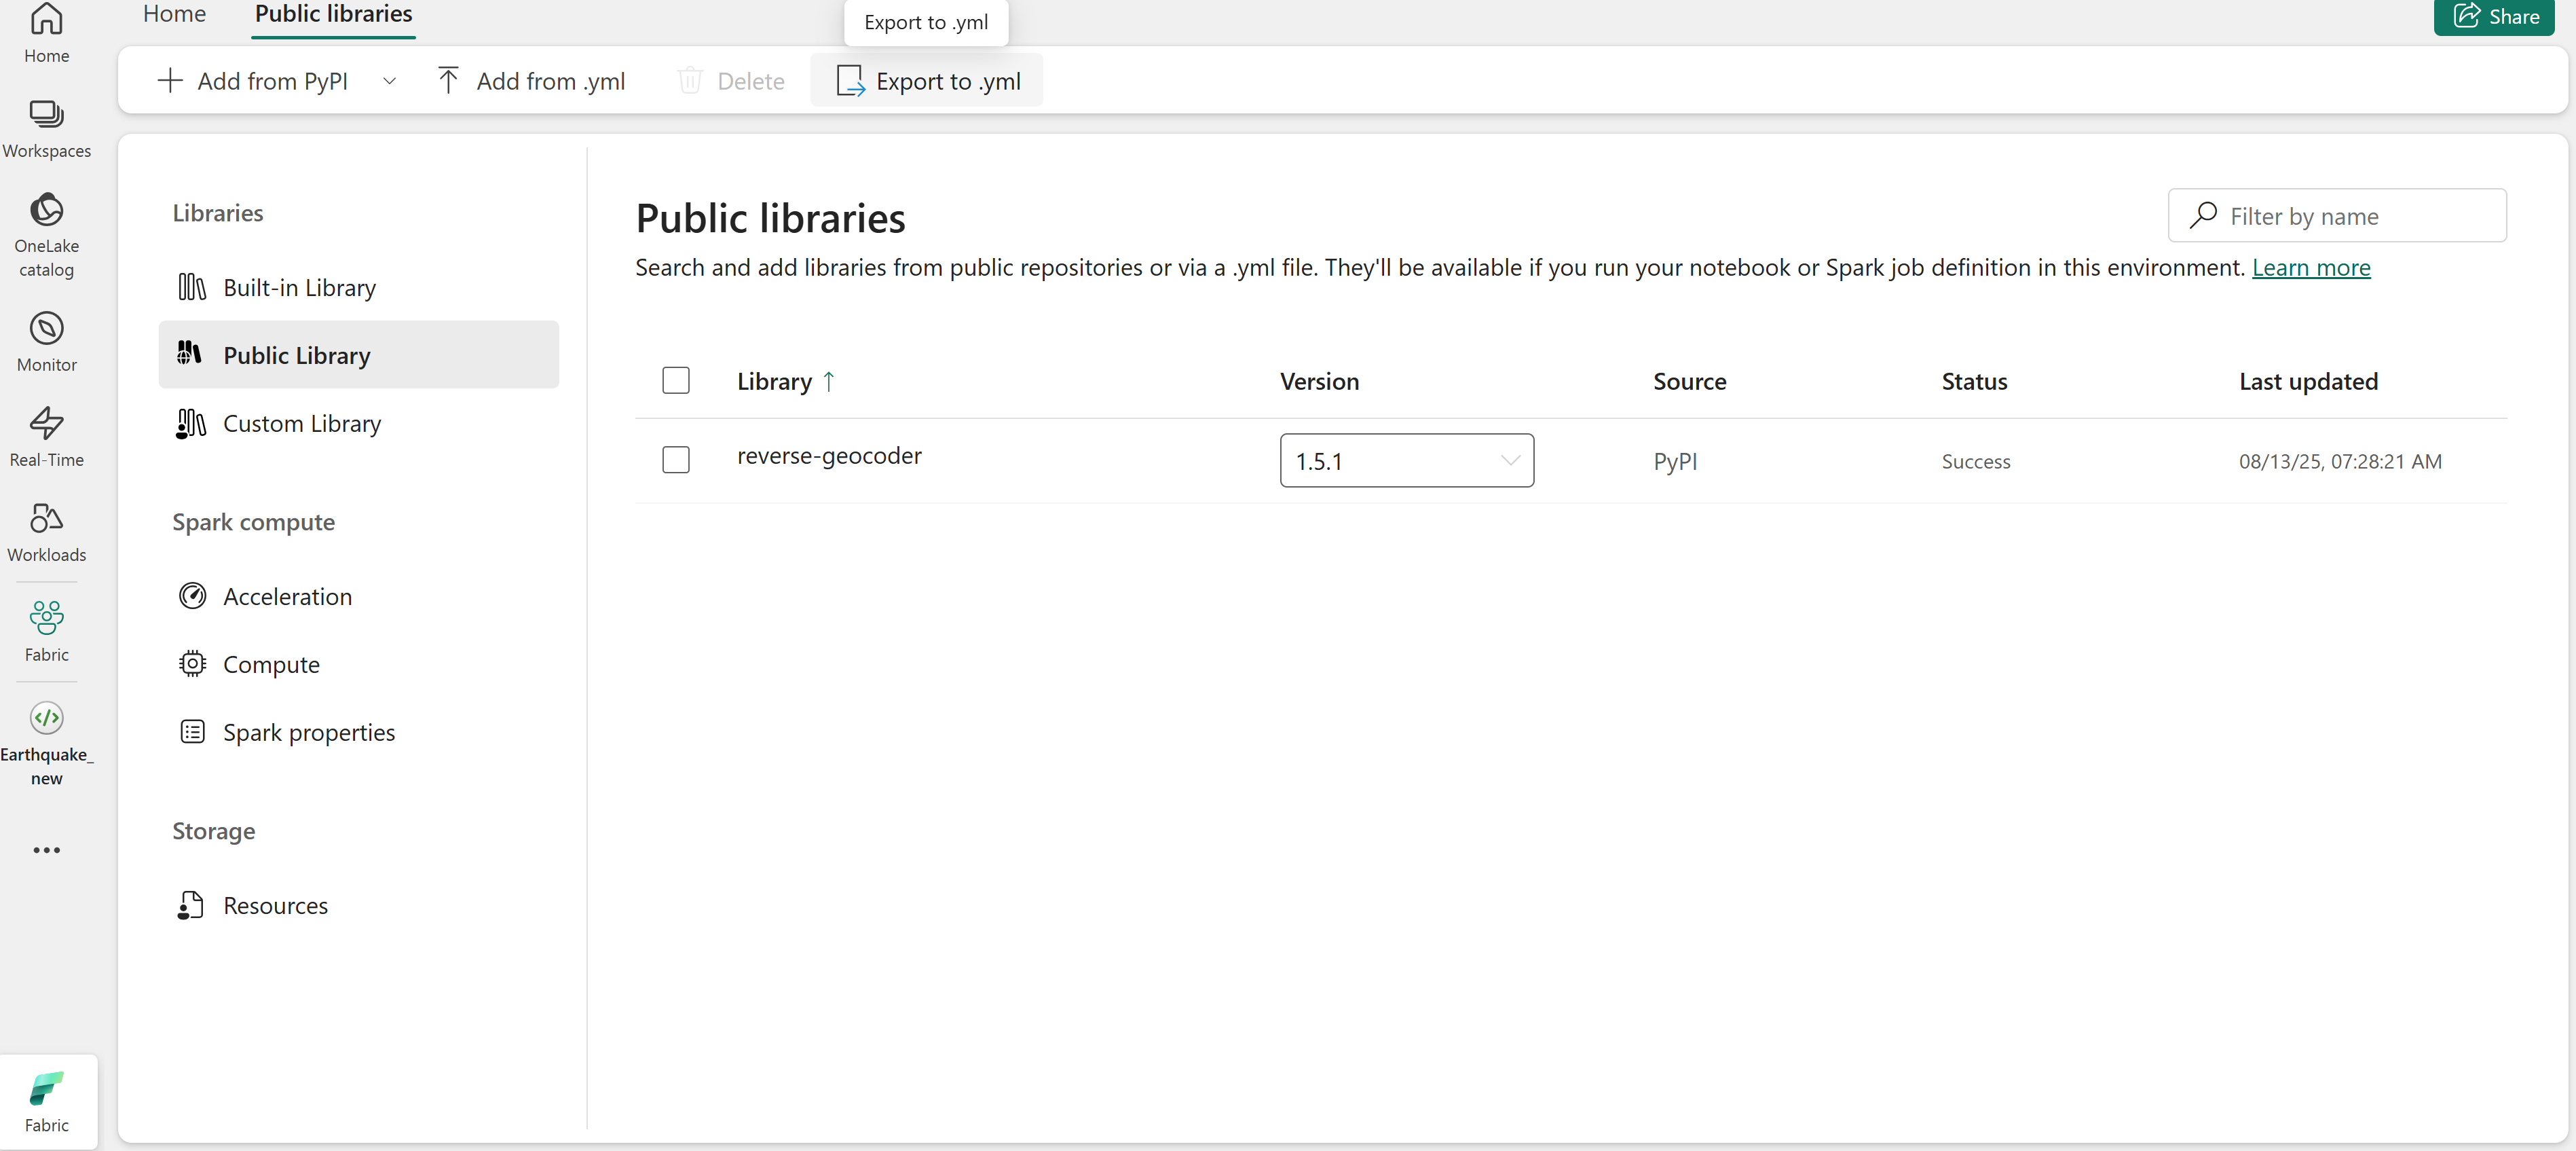 Home
Workspaces
OneLake
catalog
Monitor
Real-Time
Workloads
Fabric
Earthquake_
new
Fabric
Home
Public libraries
Export to .yml
Share
Add from PyPI
Add from .yml
Delete
Export to .yml
Libraries
Built-in Library
Public Library
Custom Library
Spark compute
Acceleration
Compute
Spark properties
Storage
Resources
Public libraries
Filter by name
Search and add libraries from public repositories or via a .yml file. They'll be available if you run your notebook or Spark job definition in this environment. Learn more
Library ↑ Version Source Status Last updated
reverse-geocoder 1.5.1 PyPI Success 08/13/25, 07:28:21 AM